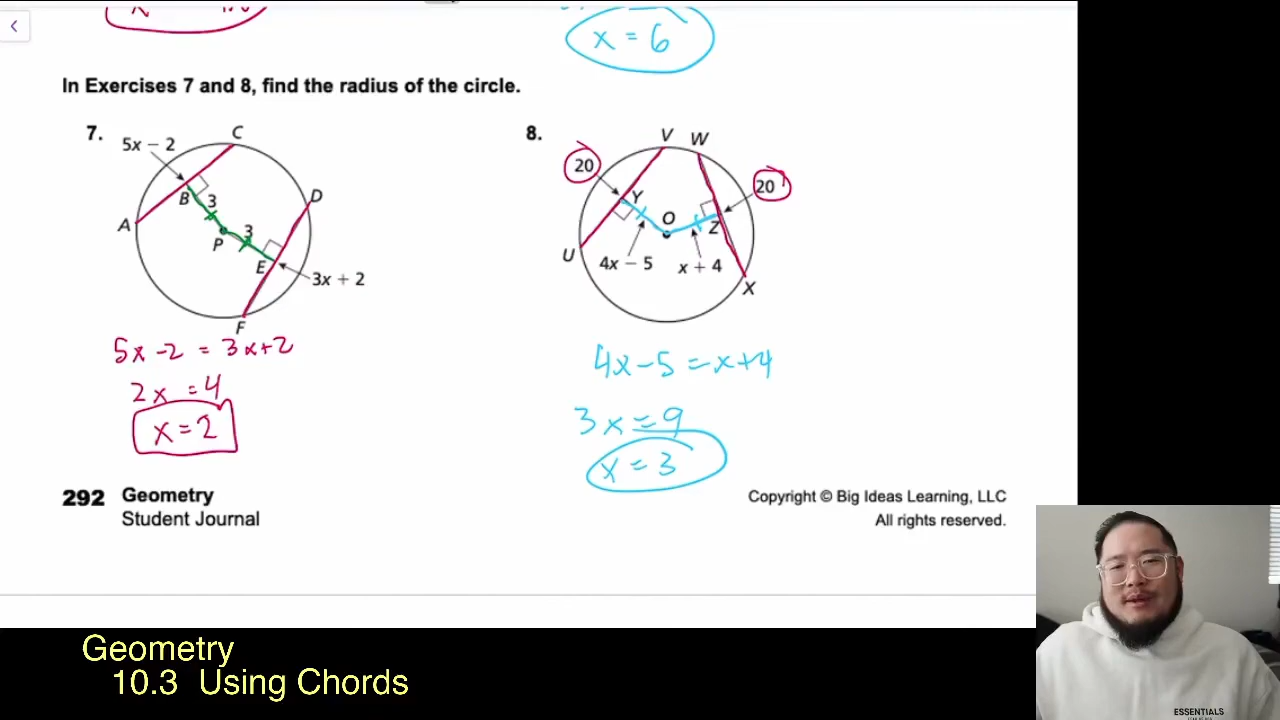 x = 6
In Exercises 7 and 8, find the radius of the circle.
7.
5x − 2
C
B
3
D
A
P
3
E
3x + 2
F
5x - 2 = 3x + 2
2x = 4
x = 2
8.
V W
20
Y
20
O
Z
U
4x − 5
x + 4
X
4x - 5 = x + 4
3x = 9
x = 3
292 Geometry
Student Journal
Copyright © Big Ideas Learning, LLC
All rights reserved.
Geometry
10.3 Using Chords
ESSENTIALS